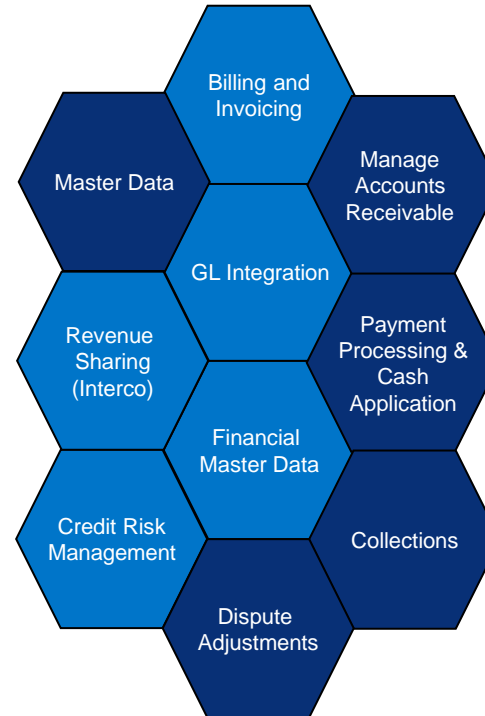 Billing and
Invoicing
Master Data
Manage
Accounts
Receivable
GL Integration
Revenue
Sharing
(Interco)
Payment
Processing &
Cash
Application
Financial
Master Data
Credit Risk
Management
Collections
Dispute
Adjustments